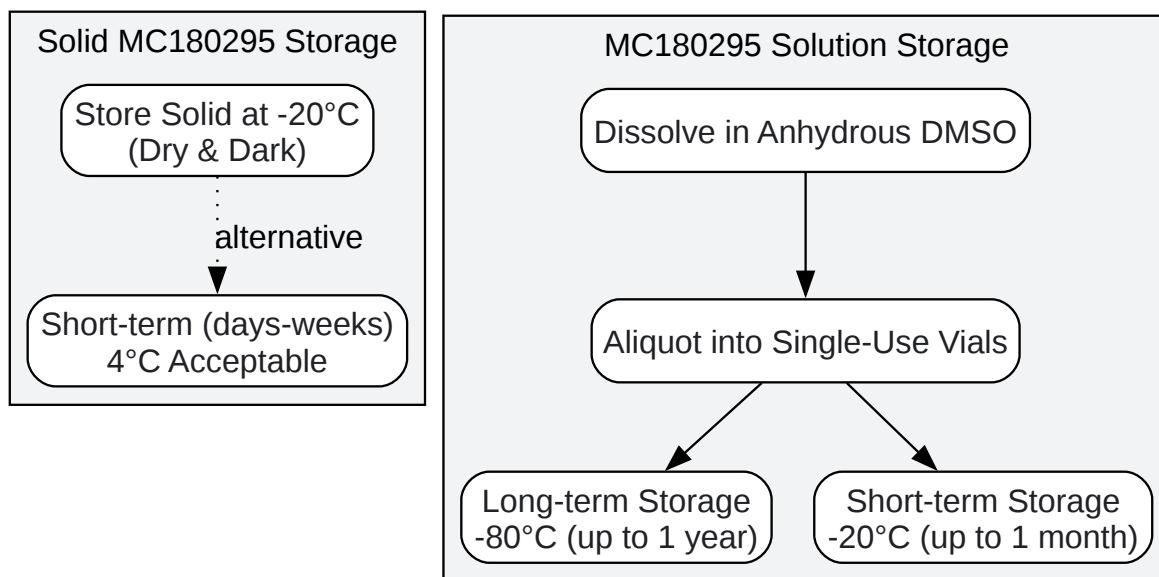 Solid MC180295 Storage
Store Solid at -20°C
(Dry & Dark)
alternative
Short-term (days-weeks)
4°C Acceptable
MC180295 Solution Storage
Dissolve in Anhydrous DMSO
Aliquot into Single-Use Vials
Long-term Storage
-80°C (up to 1 year)
Short-term Storage
-20°C (up to 1 month)